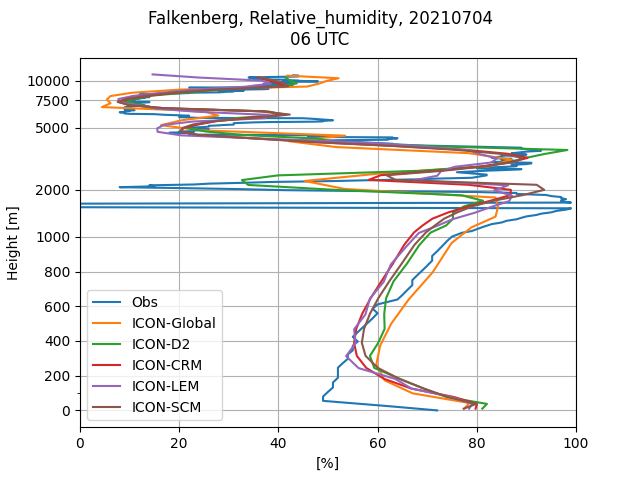 Falkenberg, Relative_humidity, 20210704
06 UTC
10000
7500
5000
2000
1000
800
600
400
200
0
Height [m]
Obs
ICON-Global
ICON-D2
ICON-CRM
ICON-LEM
ICON-SCM
0 20 40 60 80 100
[%]